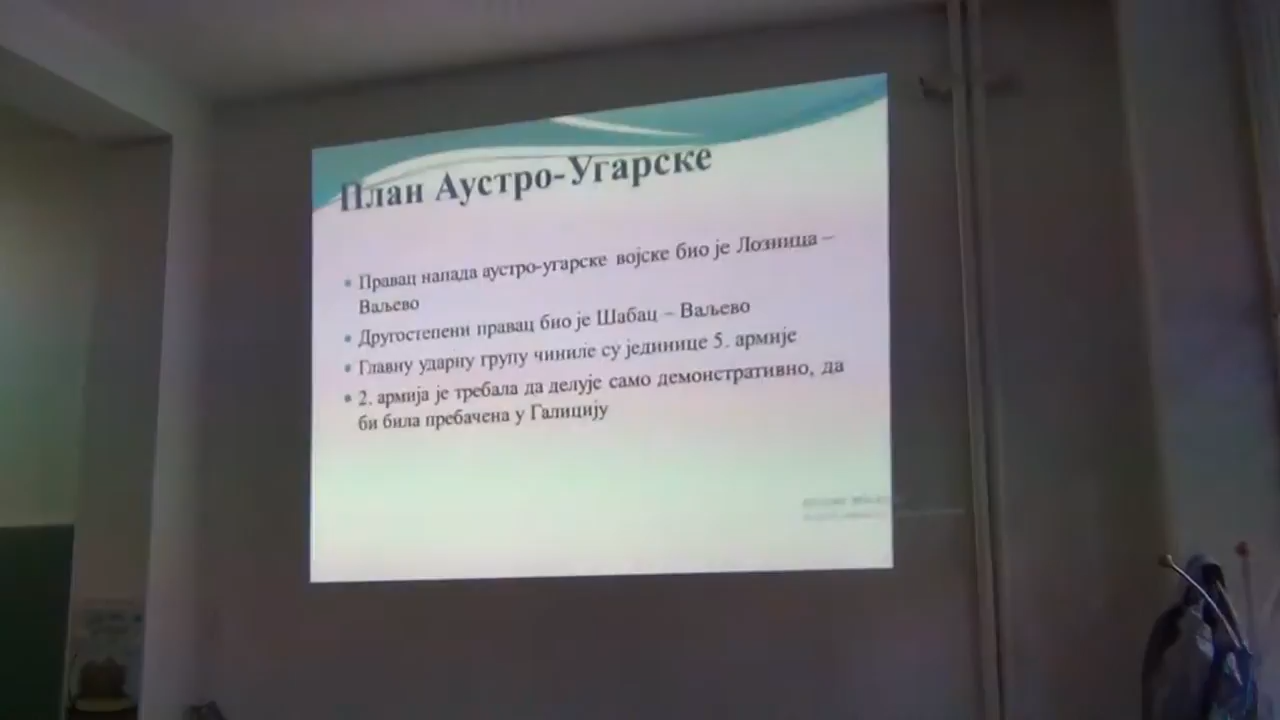 План Аустро-Угарске
Правац напада аустро-угарске војске био је Лозница –
Ваљево
Другостепени правац био је Шабац – Ваљево
Главну ударну групу чиниле су јединице 5. армије
2. армија је требала да делује само демонстративно, да
би била пребачена у Галицију